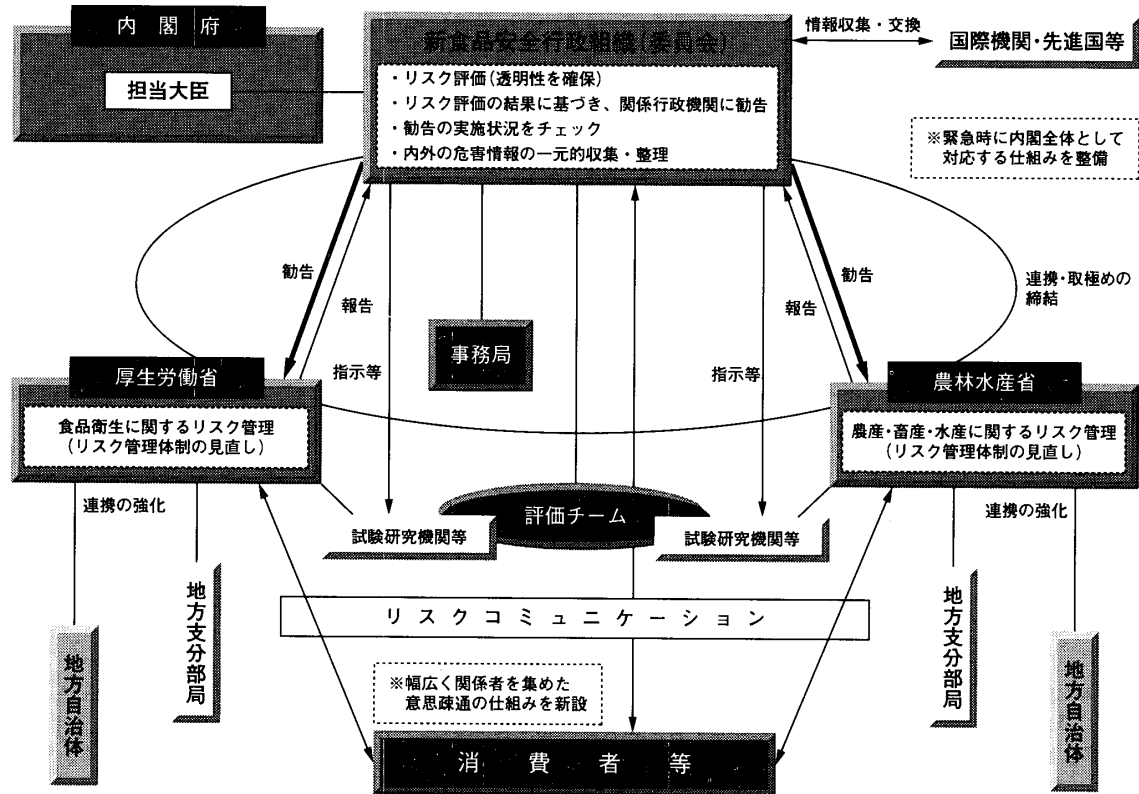 内閣府
担当大臣
新食品安全行政組織(委員会)
・リスク評価(透明性を確保)
・リスク評価の結果に基づき、関係行政機関に勧告
・勧告の実施状況をチェック
・内外の危害情報の一元的収集・整理
情報収集・交換
国際機関・先進国等
※緊急時に内閣全体として
対応する仕組みを整備
勧告
報告
指示等
事務局
指示等
報告
勧告
連携・取極めの
締結
厚生労働省
食品衛生に関するリスク管理
(リスク管理体制の見直し)
農林水産省
農産・畜産・水産に関するリスク管理
(リスク管理体制の見直し)
連携の強化
試験研究機関等
評価チーム
試験研究機関等
連携の強化
地方自治体
地方支分部局
リスクコミュニケーション
地方支分部局
地方自治体
※幅広く関係者を集めた
意思疎通の仕組みを新設
消費者等